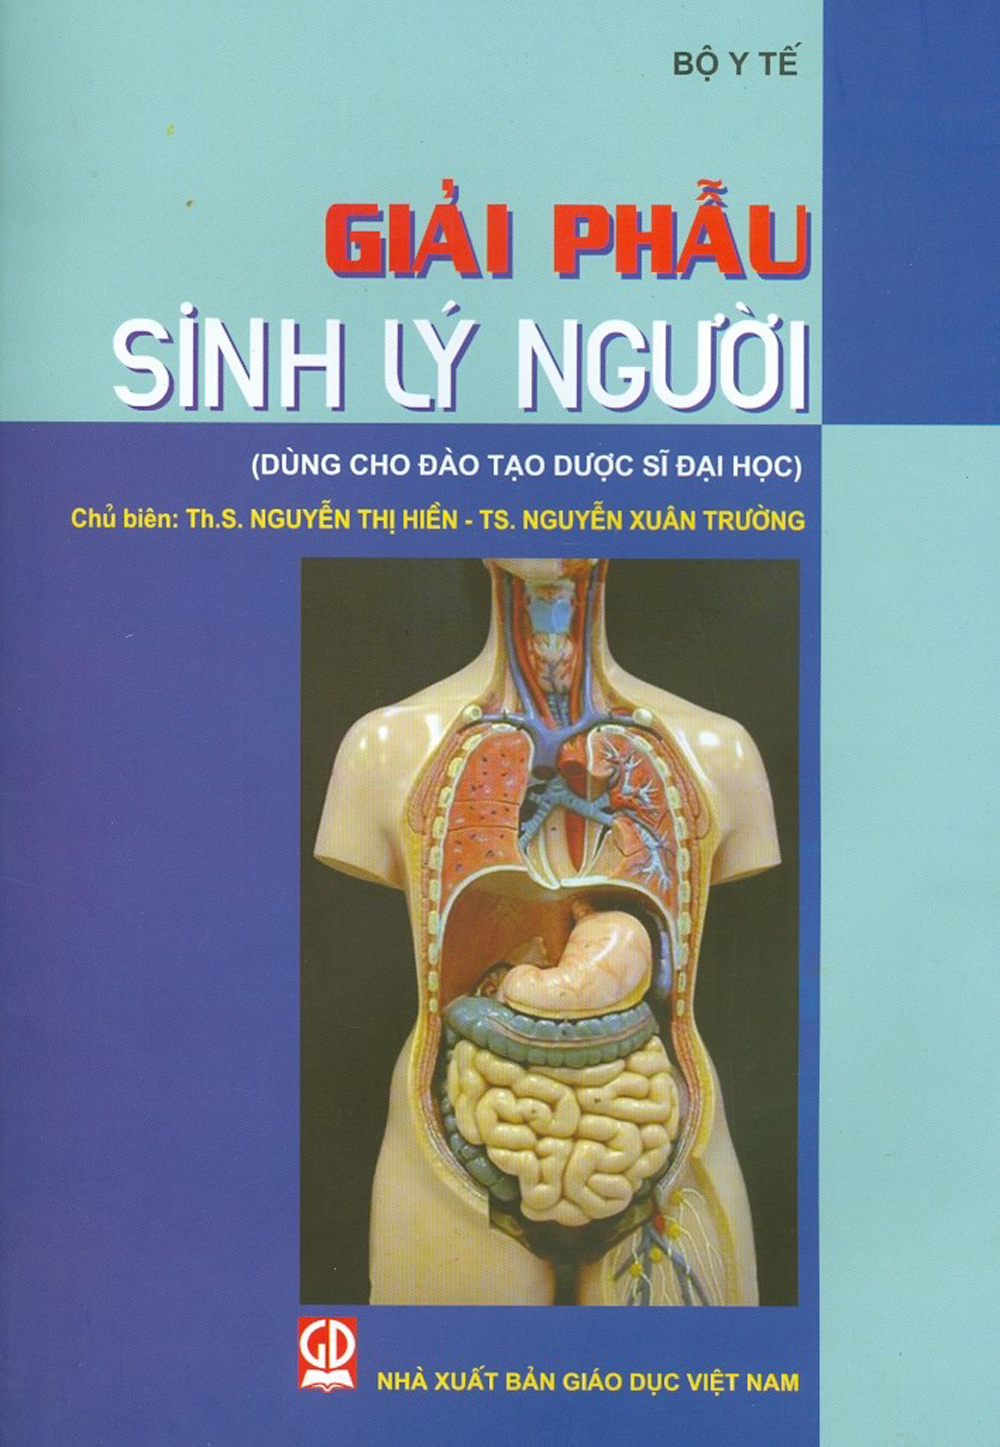 BỘ Y TẾ
GIẢI PHẪU
SINH LÝ NGƯỜI
(DÙNG CHO ĐÀO TẠO DƯỢC SĨ ĐẠI HỌC)
Chủ biên: Th.S. NGUYỄN THỊ HIỀN - TS. NGUYỄN XUÂN TRƯỜNG
GD
NHÀ XUẤT BẢN GIÁO DỤC VIỆT NAM